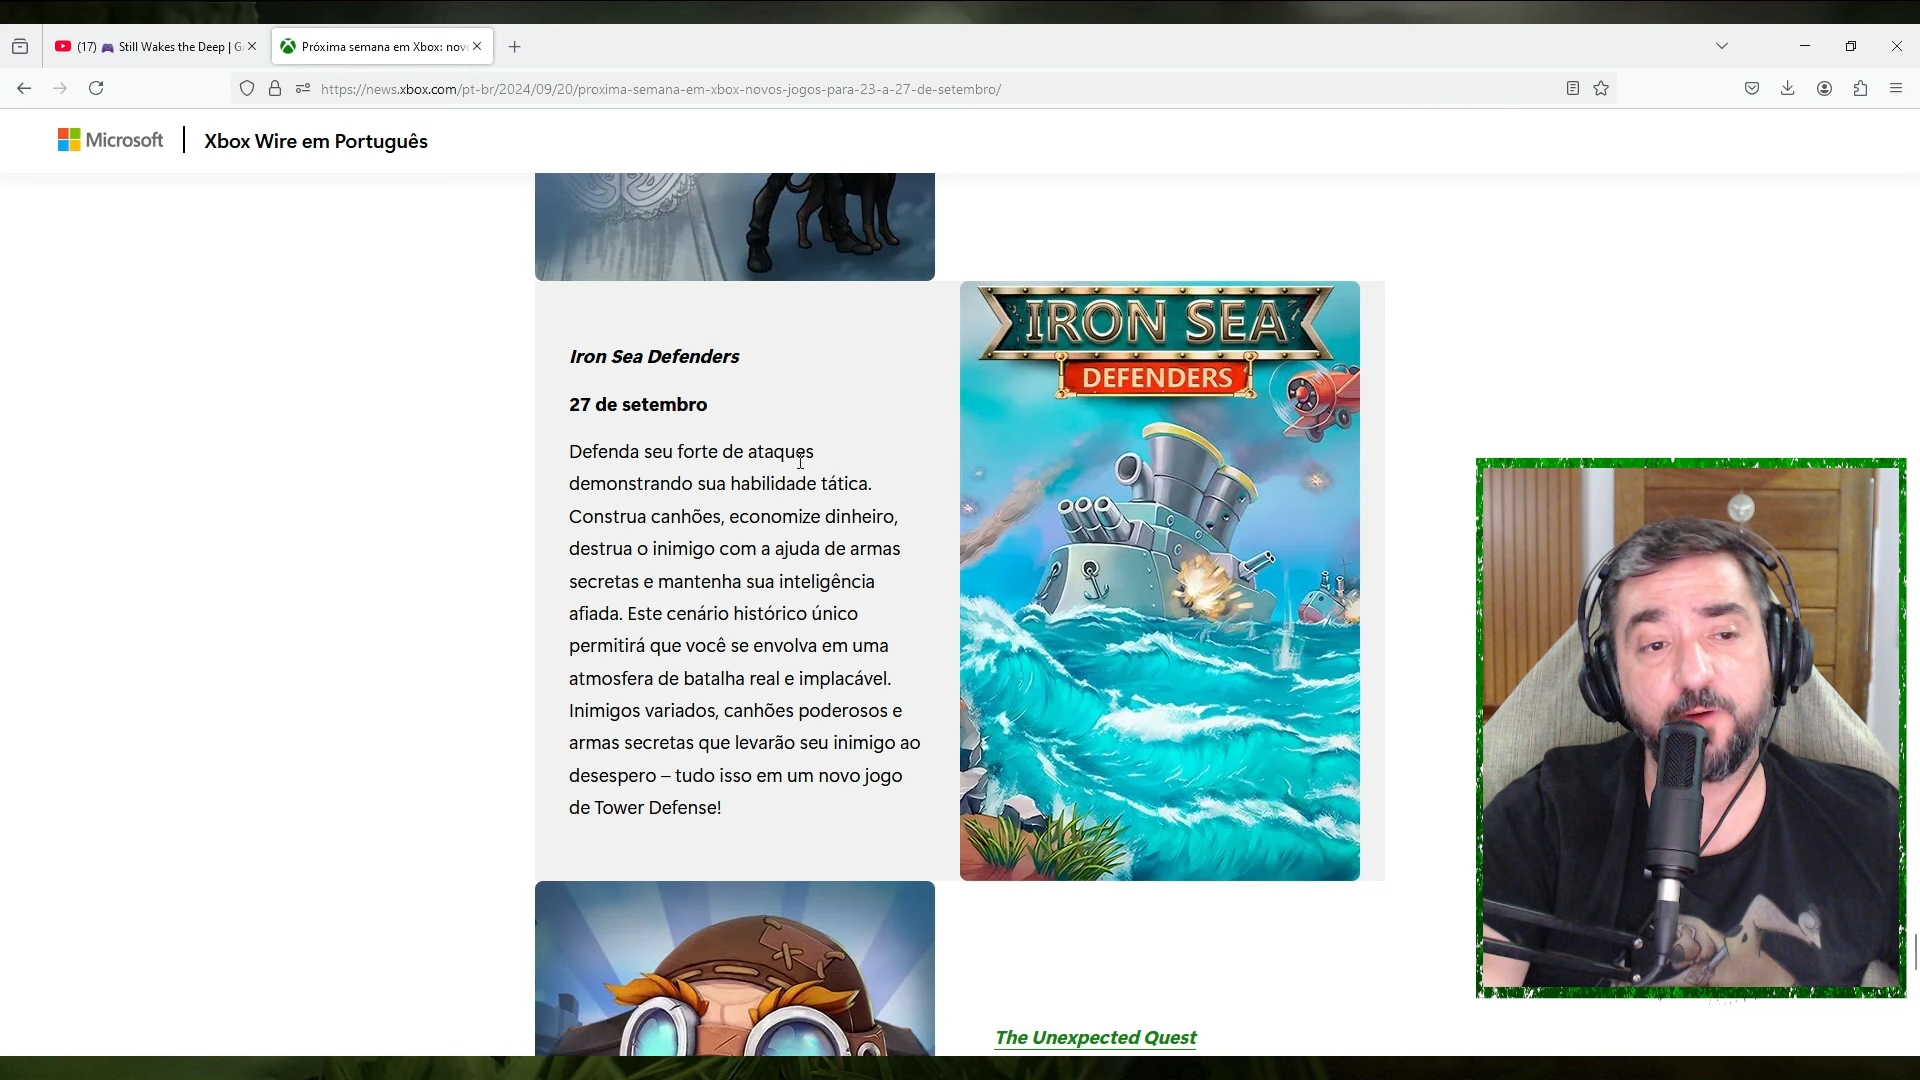 (17) 🎮 Still Wakes the Deep | G
Próxima semana em Xbox: nov
https://news.xbox.com/pt-br/2024/09/20/proxima-semana-em-xbox-novos-jogos-para-23-a-27-de-setembro/
Microsoft
Xbox Wire em Português
Iron Sea Defenders
27 de setembro
Defenda seu forte de ataques
demonstrando sua habilidade tática.
Construa canhões, economize dinheiro,
destrua o inimigo com a ajuda de armas
secretas e mantenha sua inteligência
afiada. Este cenário histórico único
permitirá que você se envolva em uma
atmosfera de batalha real e implacável.
Inimigos variados, canhões poderosos e
armas secretas que levarão seu inimigo ao
desespero – tudo isso em um novo jogo
de Tower Defense!
IRON SEA
DEFENDERS
The Unexpected Quest